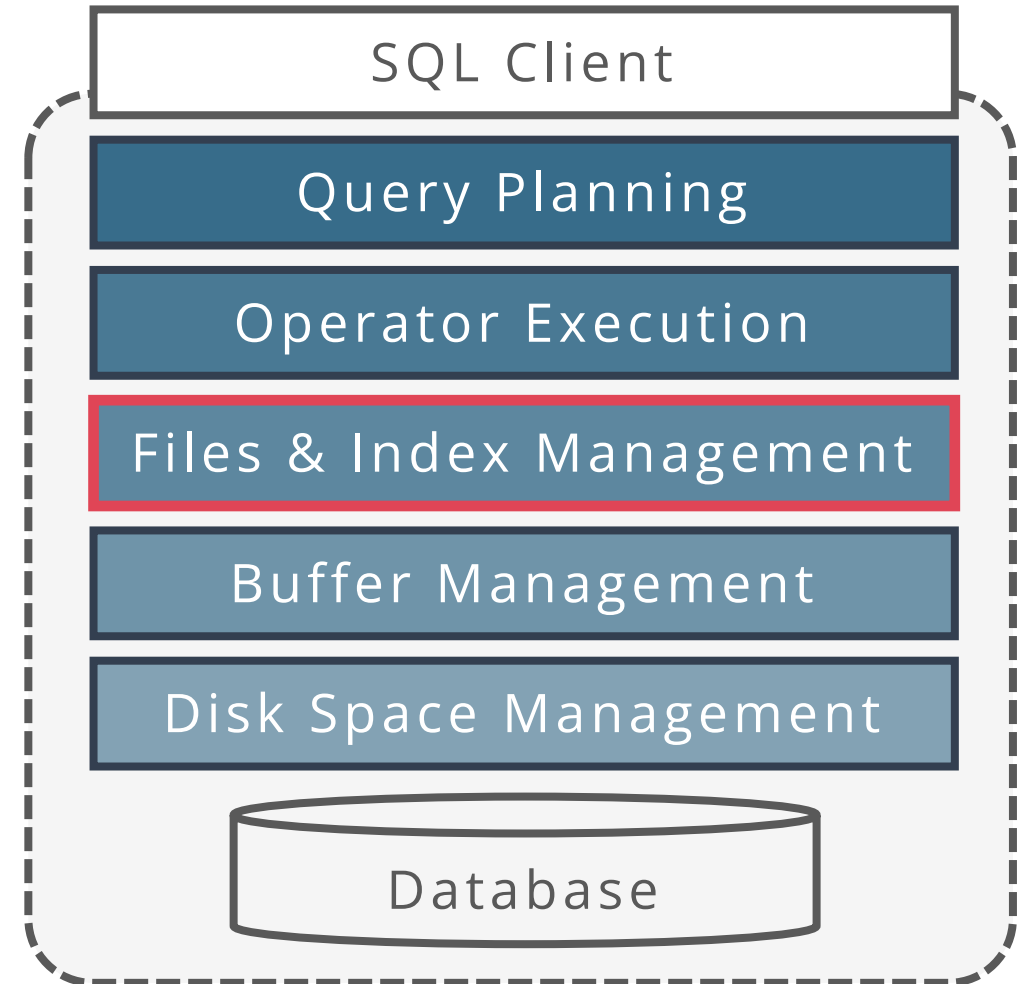 SQL Client
Query Planning
Operator Execution
Files & Index Management
Buffer Management
Disk Space Management
Database